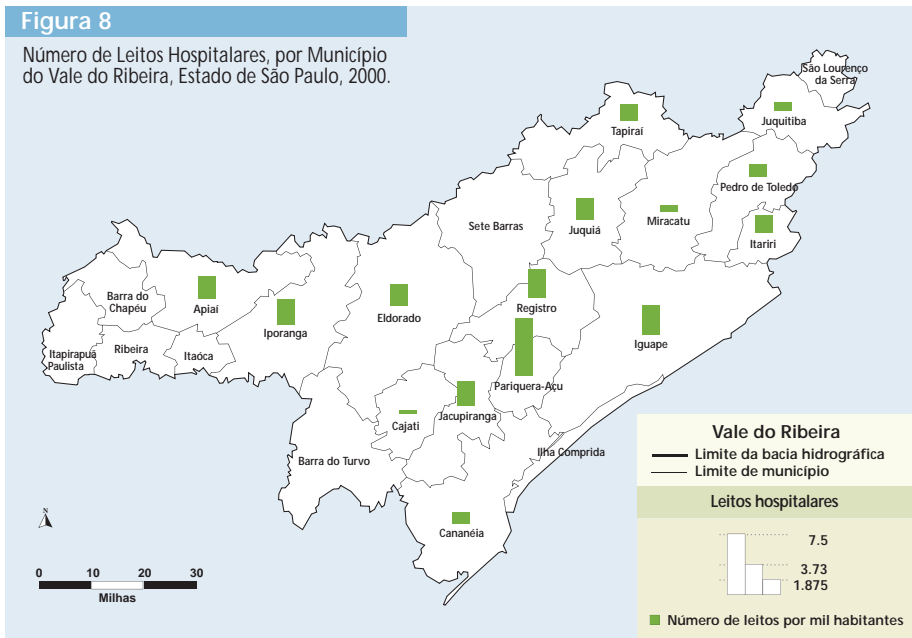 Figura 8
Número de Leitos Hospitalares, por Município
do Vale do Ribeira, Estado de São Paulo, 2000.
São Lourenço
da Serra
Juquitiba
Tapiraí
Pedro de Toledo
Sete Barras
Juquiá
Miracatu
Itariri
Barra do
Chapéu
Apiaí
Iporanga
Eldorado
Registro
Iguape
Itapirapuã
Paulista
Ribeira
Itaóca
Pariquera-Açu
Cajati
Jacupiranga
Barra do Turvo
Ilha Comprida
Cananéia
N
0 10 20 30
Milhas
Vale do Ribeira
Limite da bacia hidrográfica
Limite de município
Leitos hospitalares
7.5
3.73
1.875
Número de leitos por mil habitantes